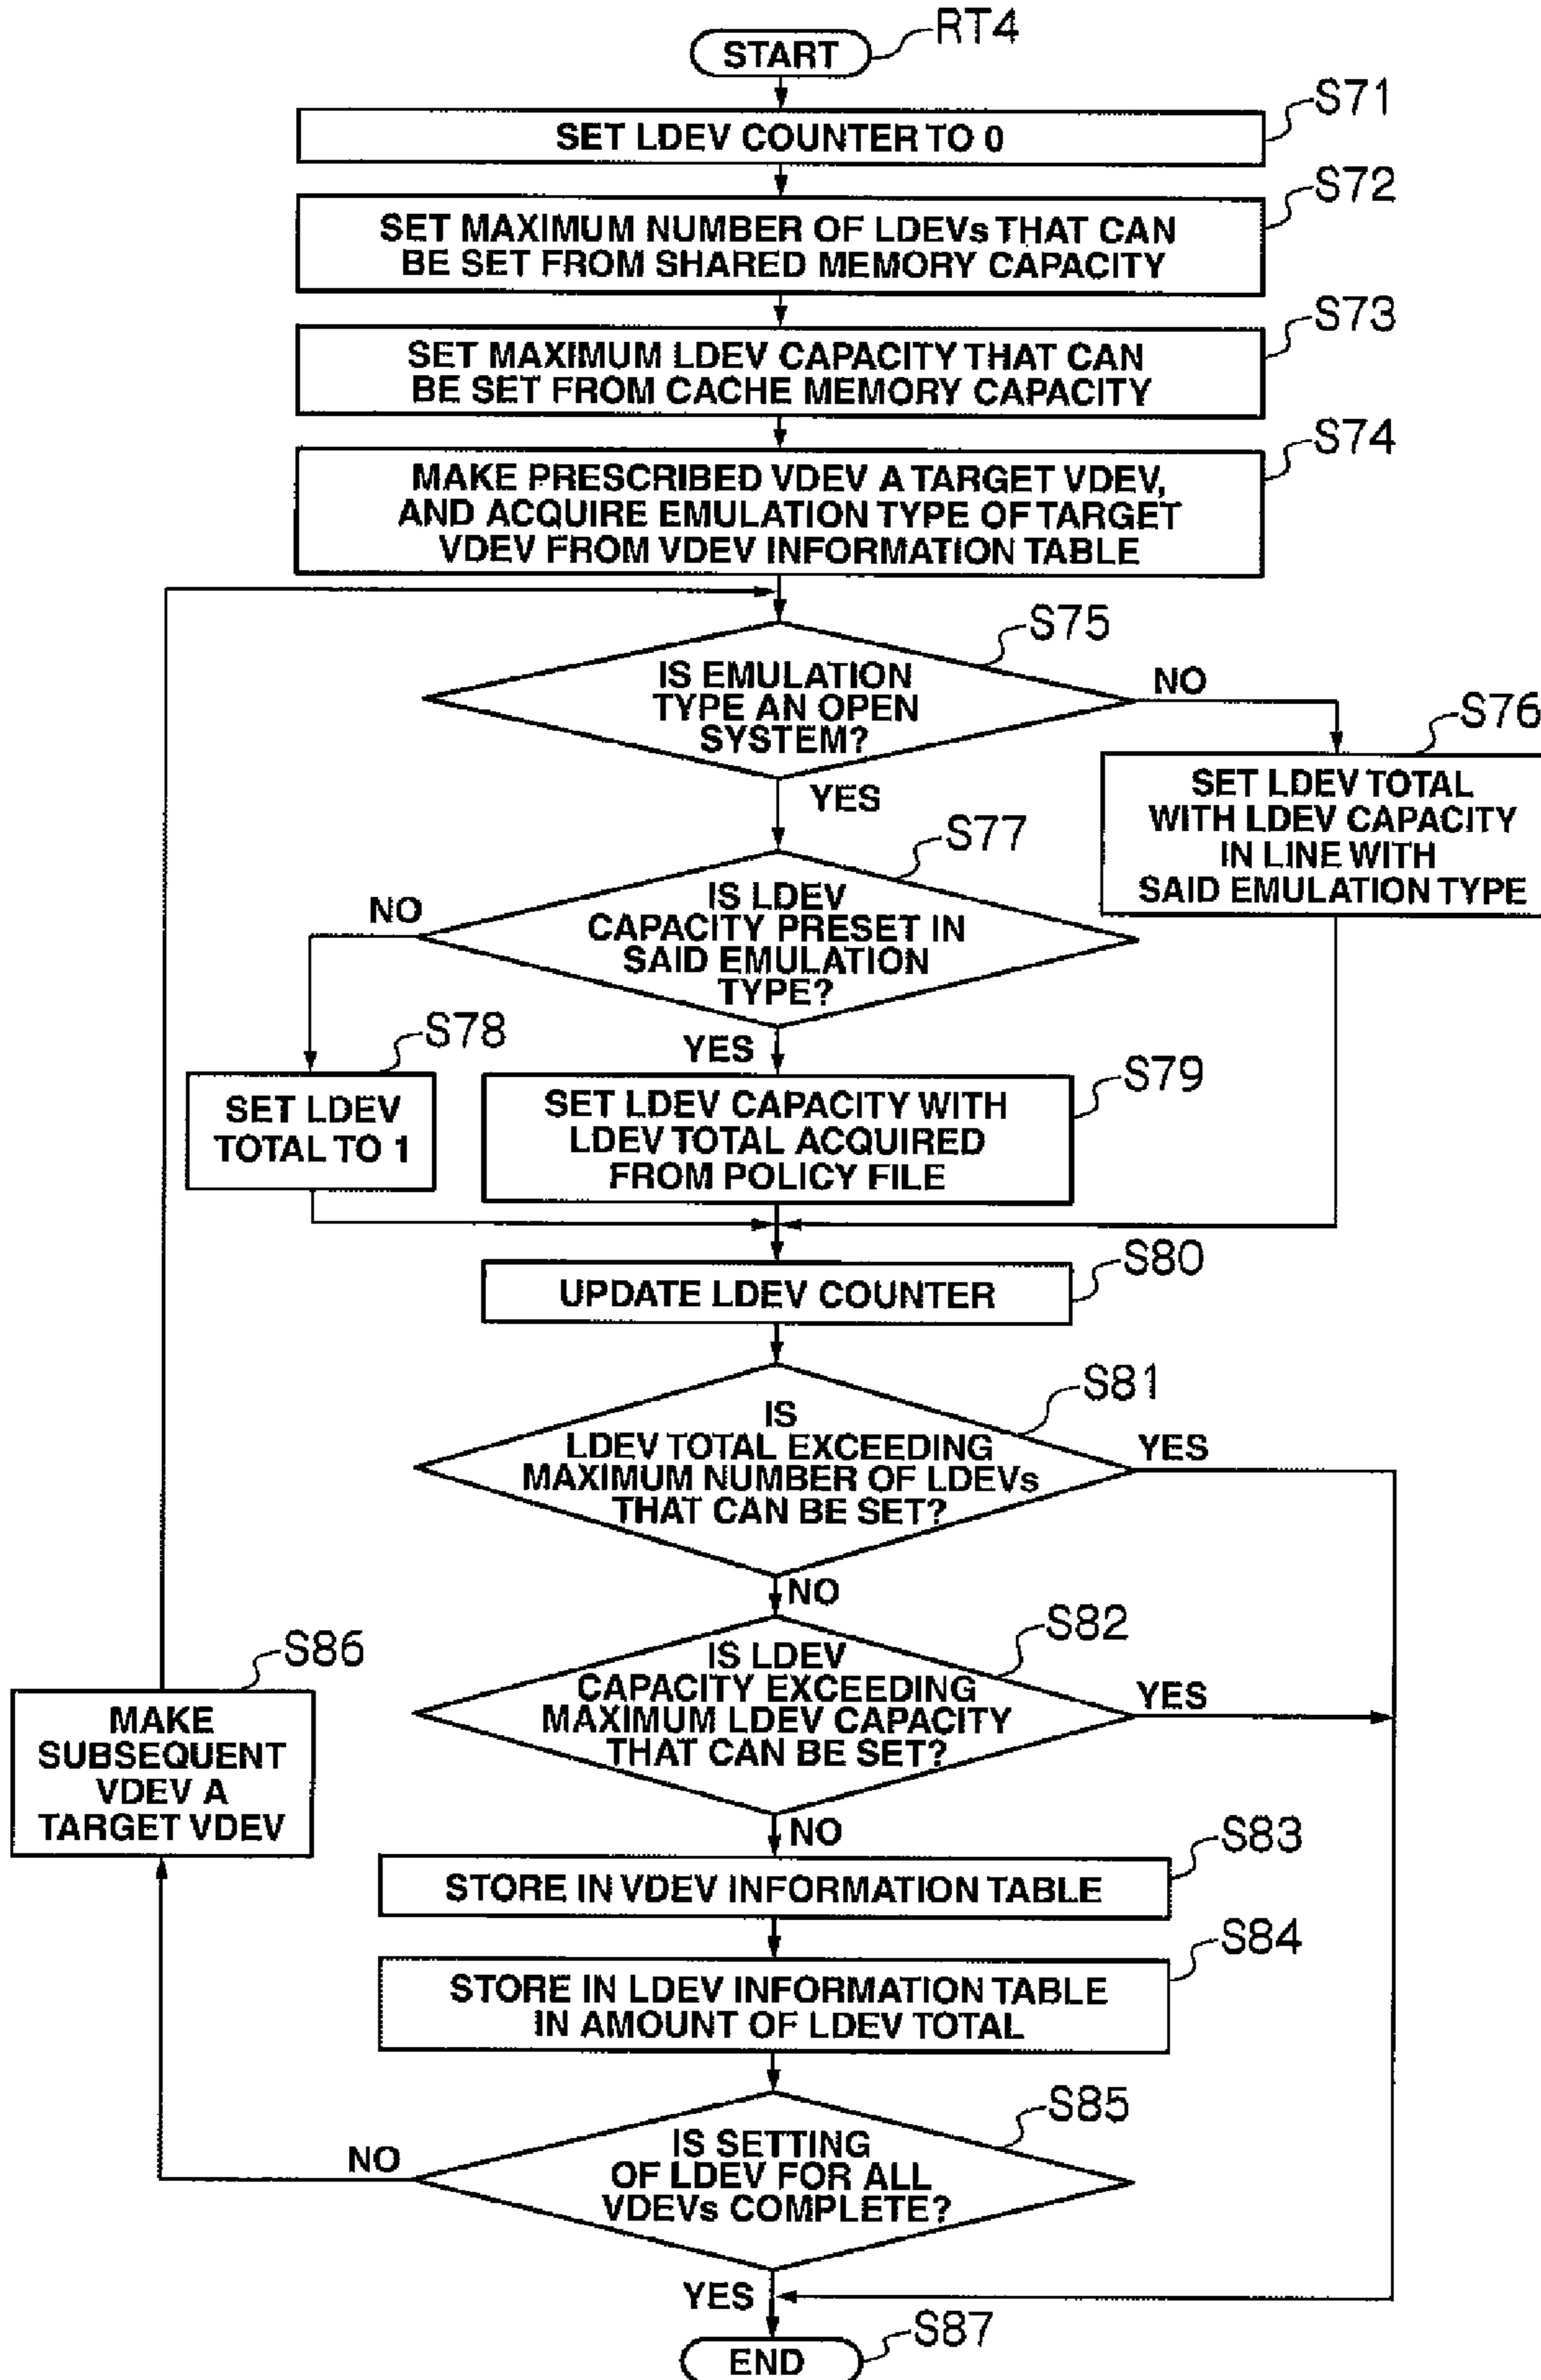 RT4
START
S71
SET LDEV COUNTER TO 0
S72
SET MAXIMUM NUMBER OF LDEVs THAT CAN
BE SET FROM SHARED MEMORY CAPACITY
S73
SET MAXIMUM LDEV CAPACITY THAT CAN
BE SET FROM CACHE MEMORY CAPACITY
S74
MAKE PRESCRIBED VDEV A TARGET VDEV,
AND ACQUIRE EMULATION TYPE OF TARGET
VDEV FROM VDEV INFORMATION TABLE
S75
IS EMULATION
TYPE AN OPEN
SYSTEM?
NO
YES
S76
SET LDEV TOTAL
WITH LDEV CAPACITY
IN LINE WITH
SAID EMULATION TYPE
S77
IS LDEV
CAPACITY PRESET IN
SAID EMULATION
TYPE?
NO
YES
S78
SET LDEV
TOTAL TO 1
S79
SET LDEV CAPACITY WITH
LDEV TOTAL ACQUIRED
FROM POLICY FILE
S80
UPDATE LDEV COUNTER
S81
IS
LDEV TOTAL EXCEEDING
MAXIMUM NUMBER OF LDEVs
THAT CAN BE SET?
YES
NO
S82
IS LDEV
CAPACITY EXCEEDING
MAXIMUM LDEV CAPACITY
THAT CAN BE SET?
YES
NO
S86
MAKE
SUBSEQUENT
VDEV A
TARGET VDEV
S83
STORE IN VDEV INFORMATION TABLE
S84
STORE IN LDEV INFORMATION TABLE
IN AMOUNT OF LDEV TOTAL
S85
IS SETTING
OF LDEV FOR ALL
VDEVs COMPLETE?
NO
YES
S87
END